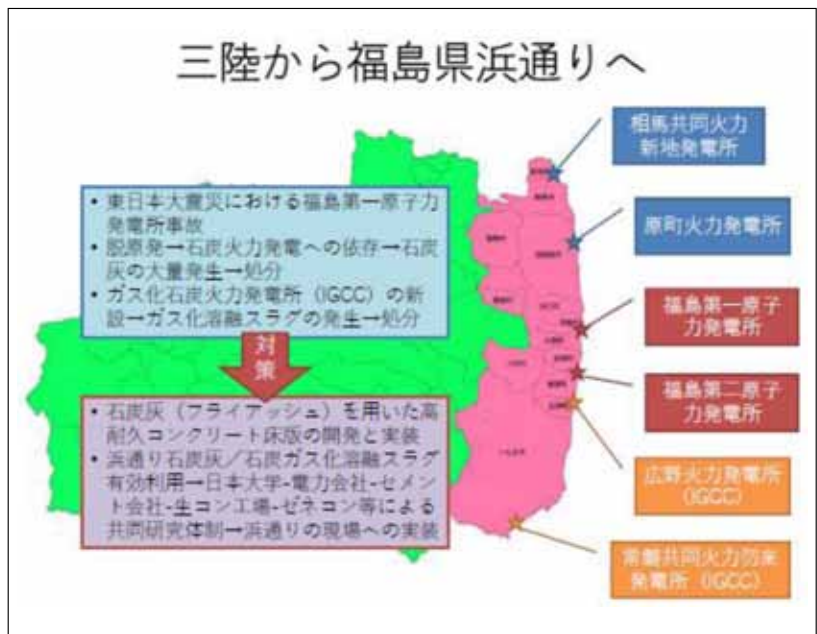 三陸から福島県浜通りへ
• 東日本大震災における福島第一原子力
発電所事故
• 脱原発→石炭火力発電への依存→石炭
灰の大量発生→処分
• ガス化石炭火力発電所（IGCC）の新
設→ガス化溶融スラグの発生→処分
対
策
• 石炭灰（フライアッシュ）を用いた高
耐久コンクリート床版の開発と実装
• 浜通り石炭灰／石炭ガス化溶融スラグ
有効利用→日本大学-電力会社-セメン
ト会社-生コン工場-ゼネコン等による
共同研究体制→浜通りの現場への実装
相馬共同火力
新地発電所
原町火力発電所
福島第一原子
力発電所
福島第二原子
力発電所
広野火力発電所
(IGCC)
常磐共同火力勿来
発電所（IGCC）